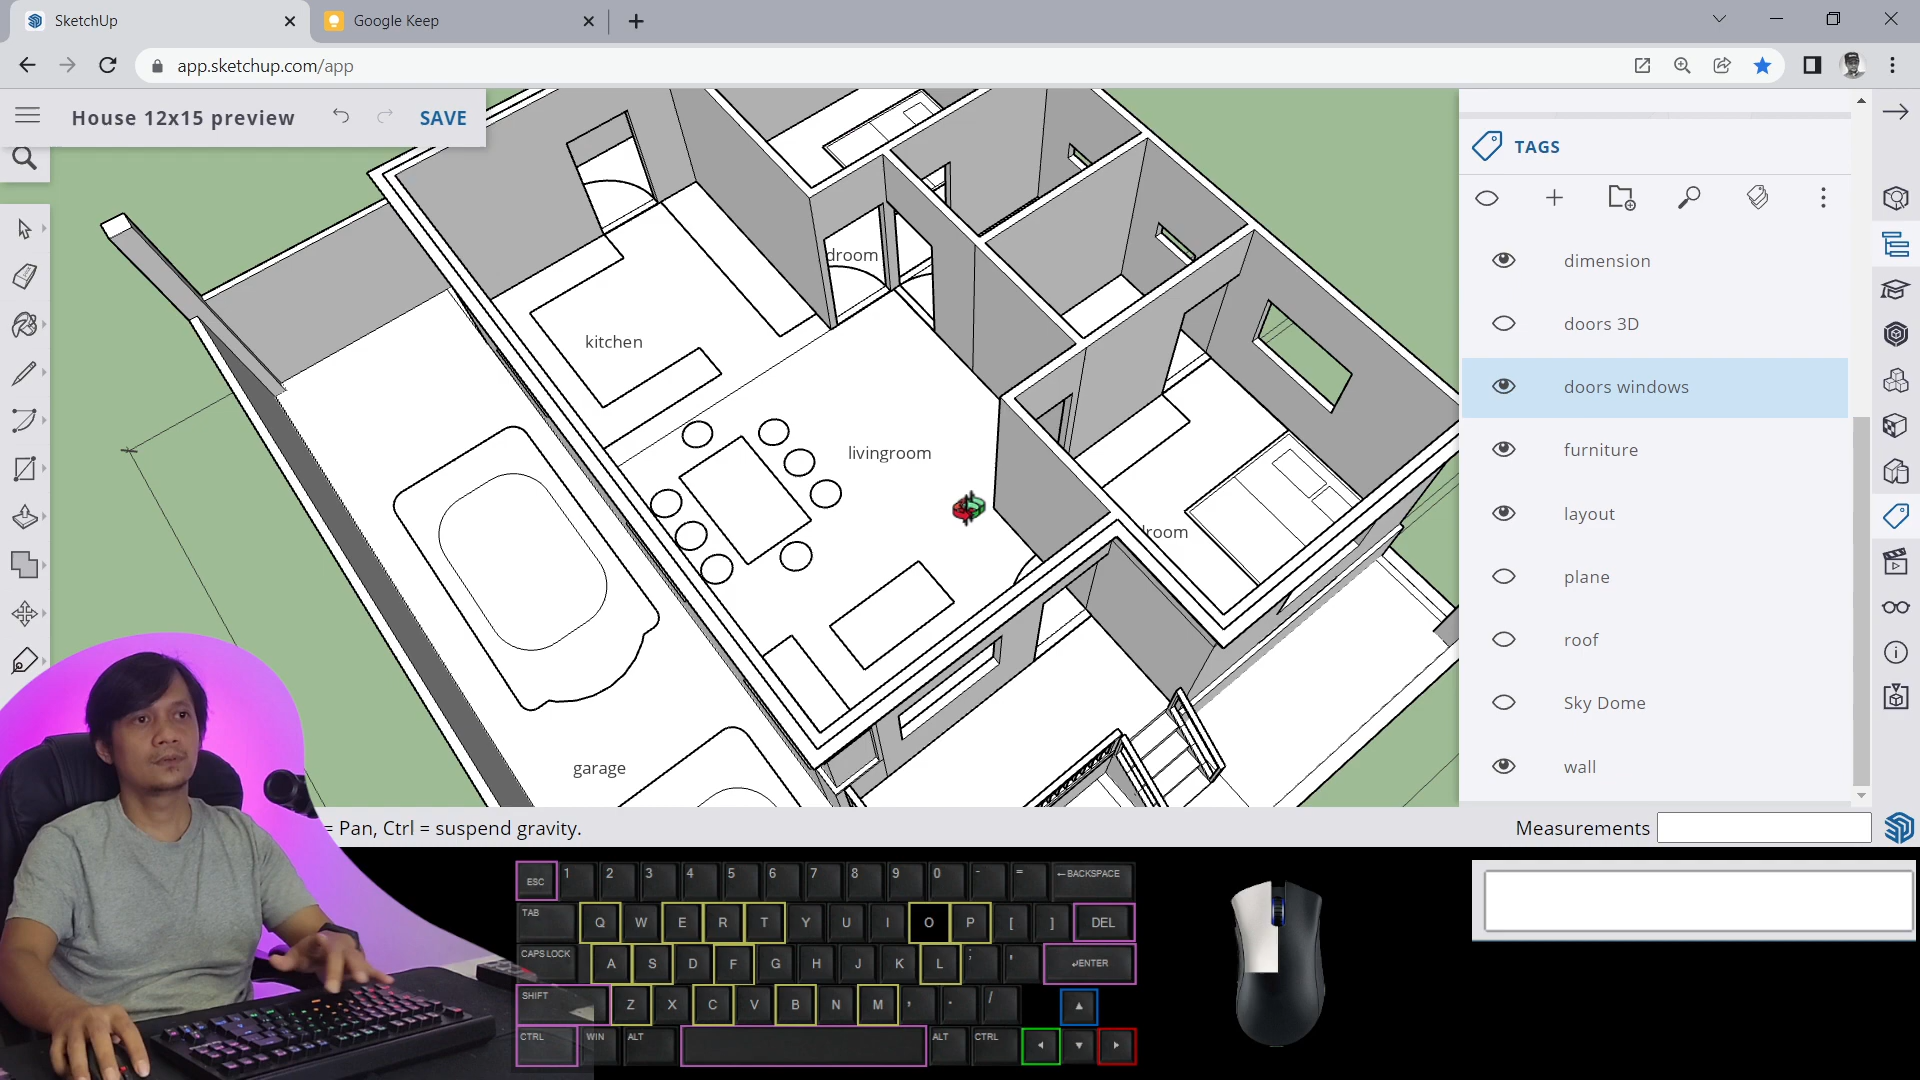 SketchUp
Google Keep
app.sketchup.com/app
House 12x15 preview
SAVE
TAGS
dimension
doors 3D
doors windows
furniture
layout
plane
roof
Sky Dome
wall
droom
kitchen
livingroom
room
garage
= Pan, Ctrl = suspend gravity.
Measurements
ESC 1 2 3 4 5 6 7 8 9 0 - = ←BACKSPACE
TAB Q W E R T Y U I O P [ ] DEL
CAPS LOCK A S D F G H J K L ; ' ↵ENTER
SHIFT Z X C V B N M , . /
CTRL WIN ALT ALT CTRL